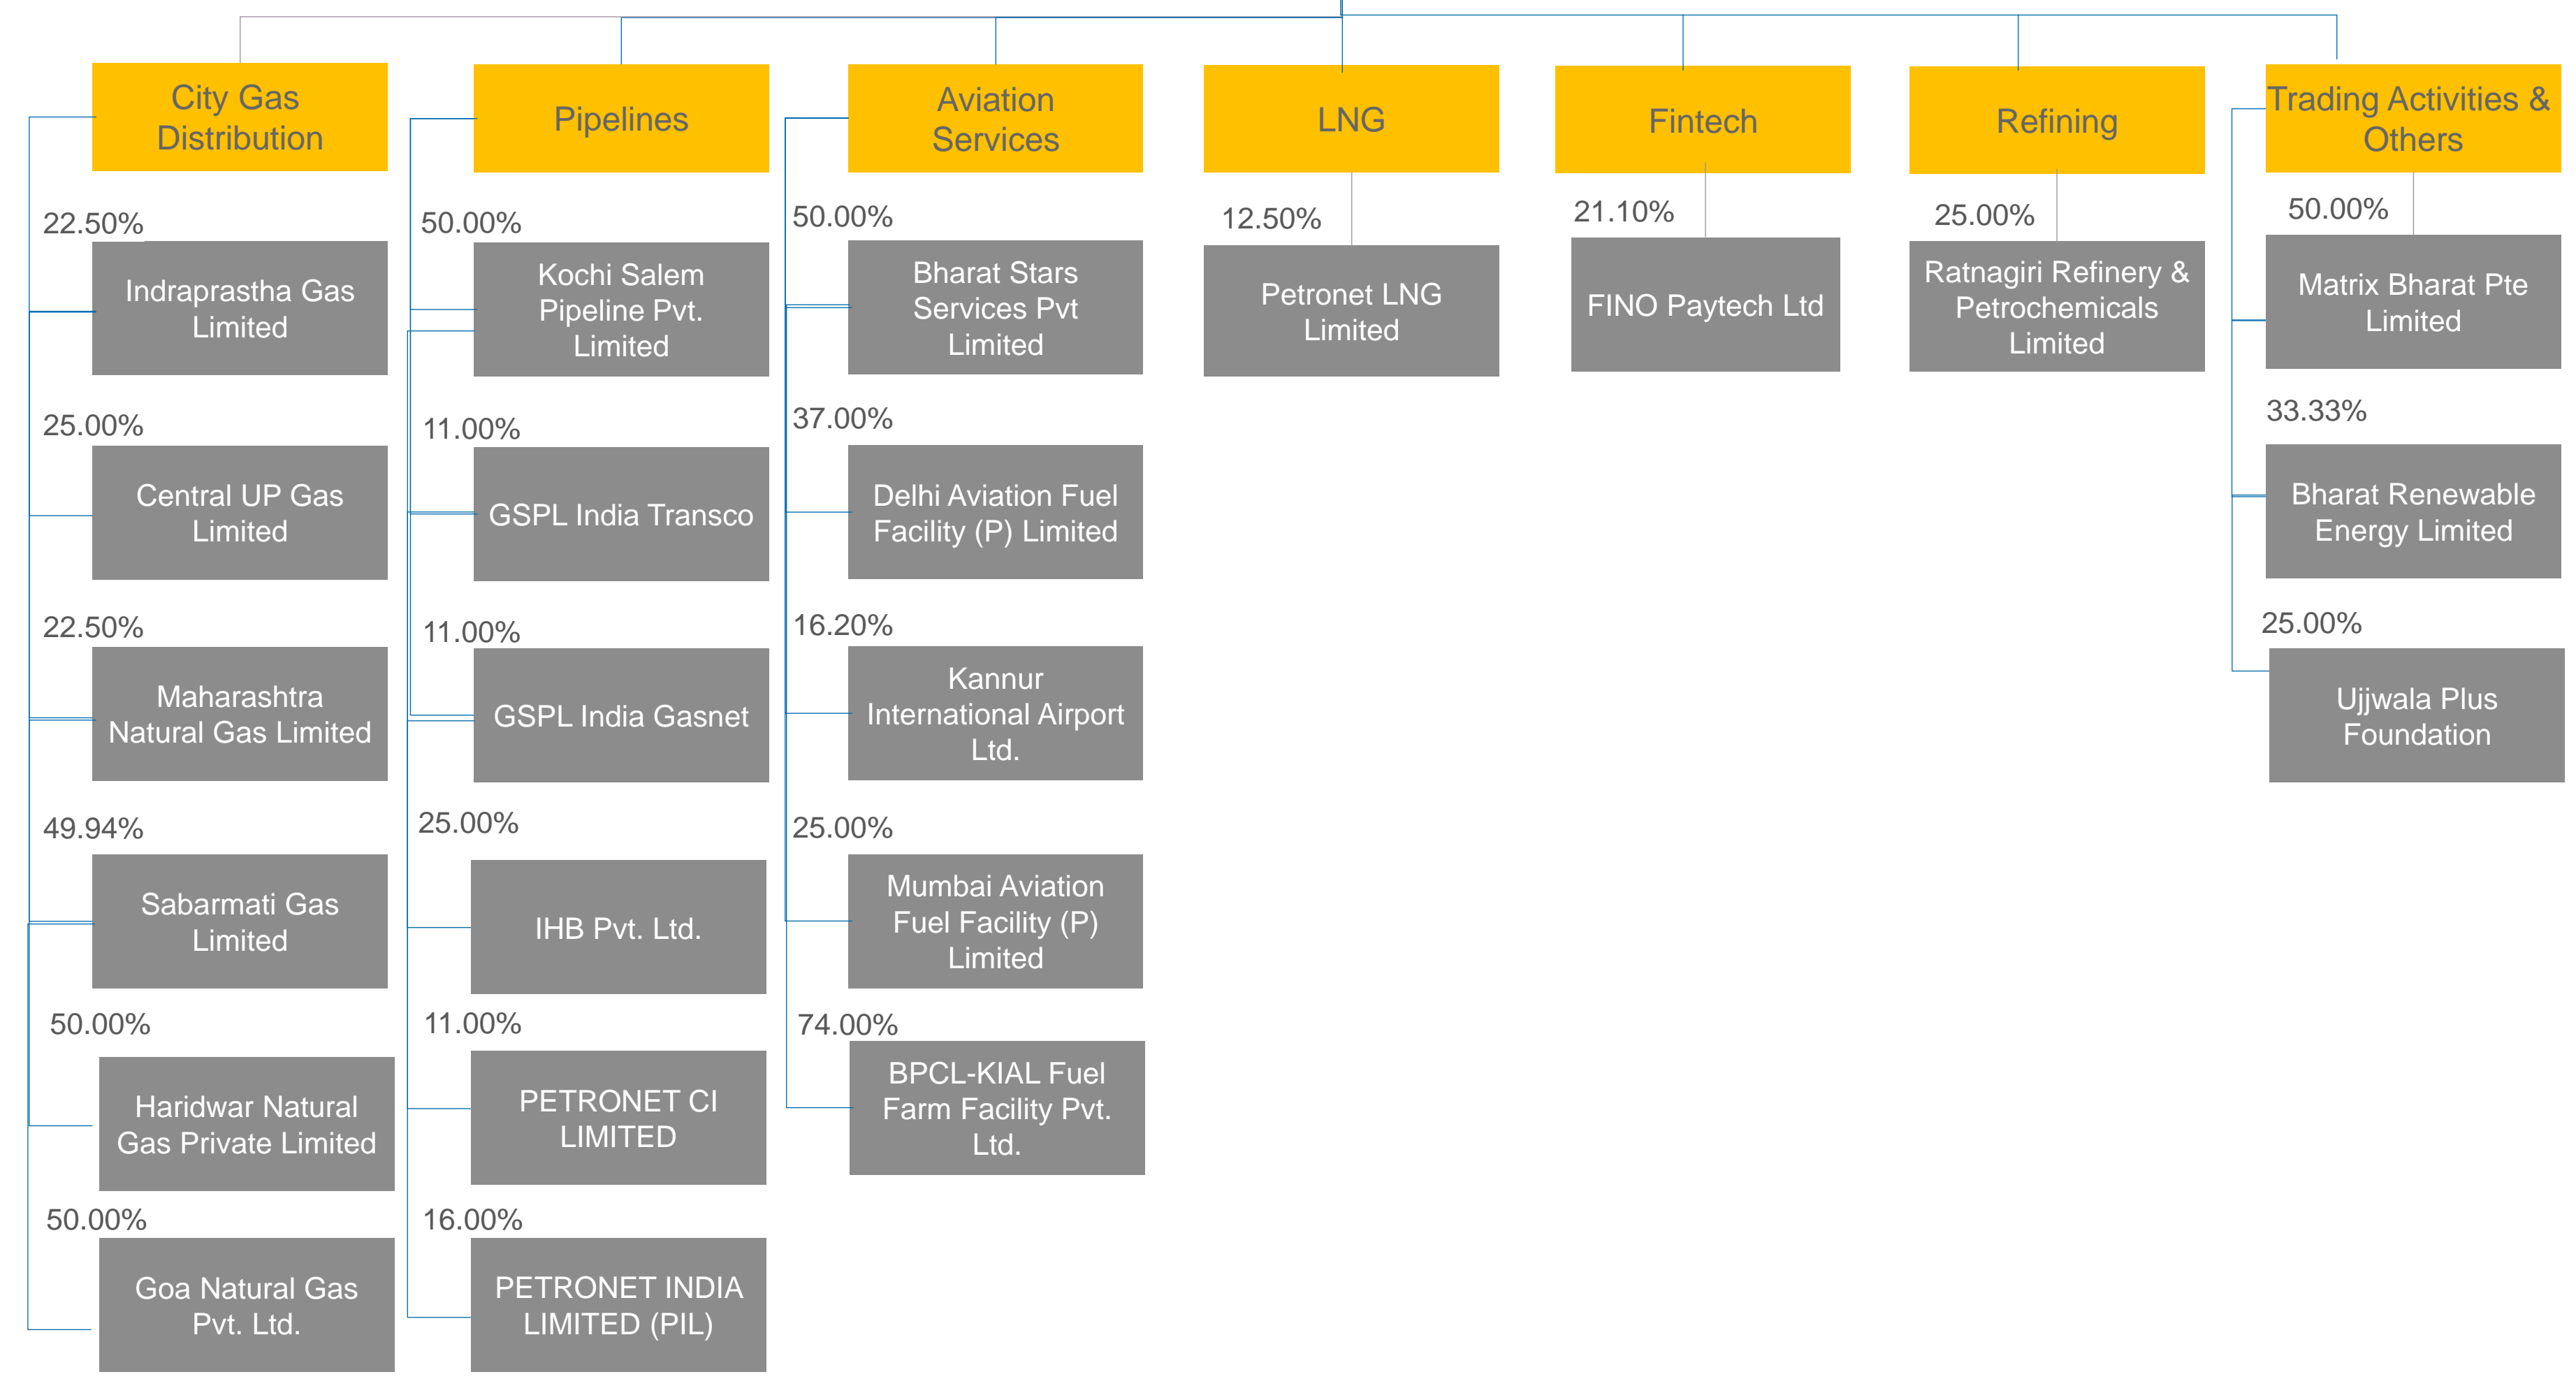 City Gas
Distribution
22.50%
Indraprastha Gas
Limited
25.00%
Central UP Gas
Limited
22.50%
Maharashtra
Natural Gas Limited
49.94%
Sabarmati Gas
Limited
50.00%
Haridwar Natural
Gas Private Limited
50.00%
Goa Natural Gas
Pvt. Ltd.
Pipelines
50.00%
Kochi Salem
Pipeline Pvt.
Limited
11.00%
GSPL India Transco
11.00%
GSPL India Gasnet
25.00%
IHB Pvt. Ltd.
11.00%
PETRONET CI
LIMITED
16.00%
PETRONET INDIA
LIMITED (PIL)
Aviation
Services
50.00%
Bharat Stars
Services Pvt
Limited
37.00%
Delhi Aviation Fuel
Facility (P) Limited
16.20%
Kannur
International Airport
Ltd.
25.00%
Mumbai Aviation
Fuel Facility (P)
Limited
74.00%
BPCL-KIAL Fuel
Farm Facility Pvt.
Ltd.
LNG
12.50%
Petronet LNG
Limited
Fintech
21.10%
FINO Paytech Ltd
Refining
25.00%
Ratnagiri Refinery &
Petrochemicals
Limited
Trading Activities &
Others
50.00%
Matrix Bharat Pte
Limited
33.33%
Bharat Renewable
Energy Limited
25.00%
Ujjwala Plus
Foundation